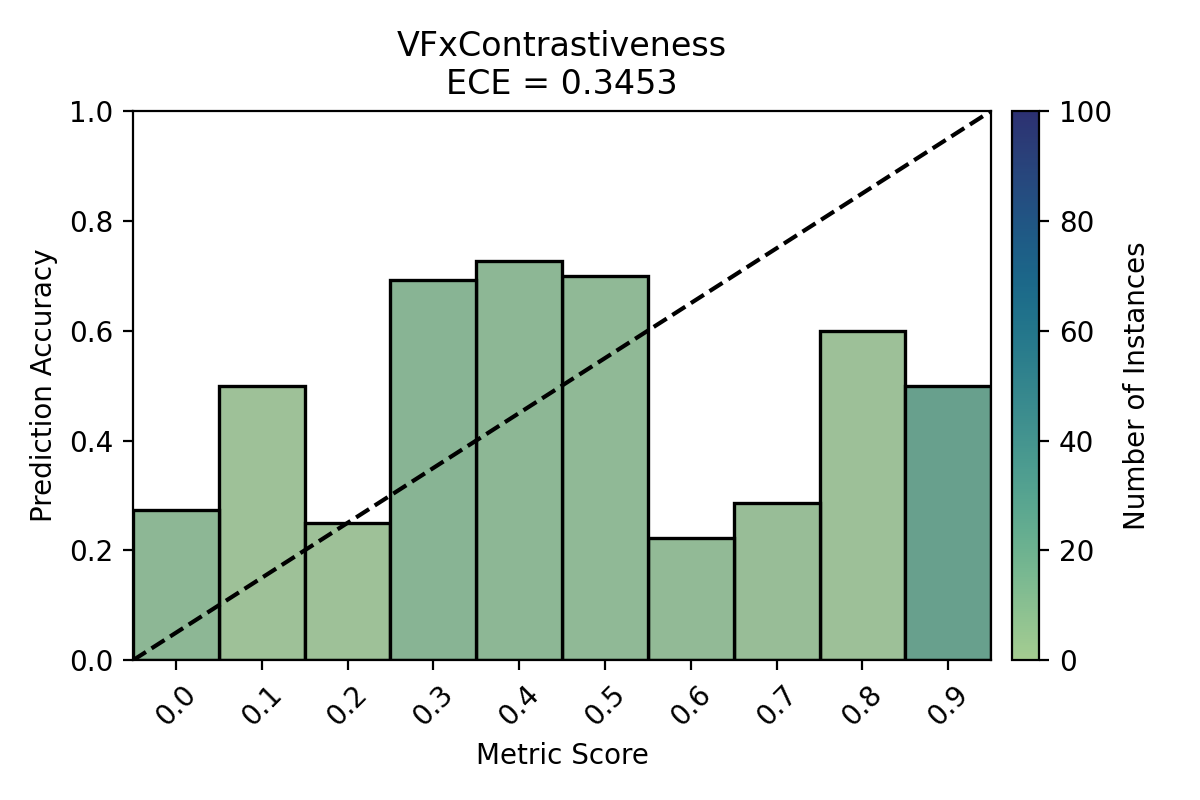 VFxContrastiveness
ECE = 0.3453
1.0
0.8
0.6
0.4
0.2
0.0
Prediction Accuracy
0.0 0.1 0.2 0.3 0.4 0.5 0.6 0.7 0.8 0.9
Metric Score
100
80
60
40
20
0
Number of Instances